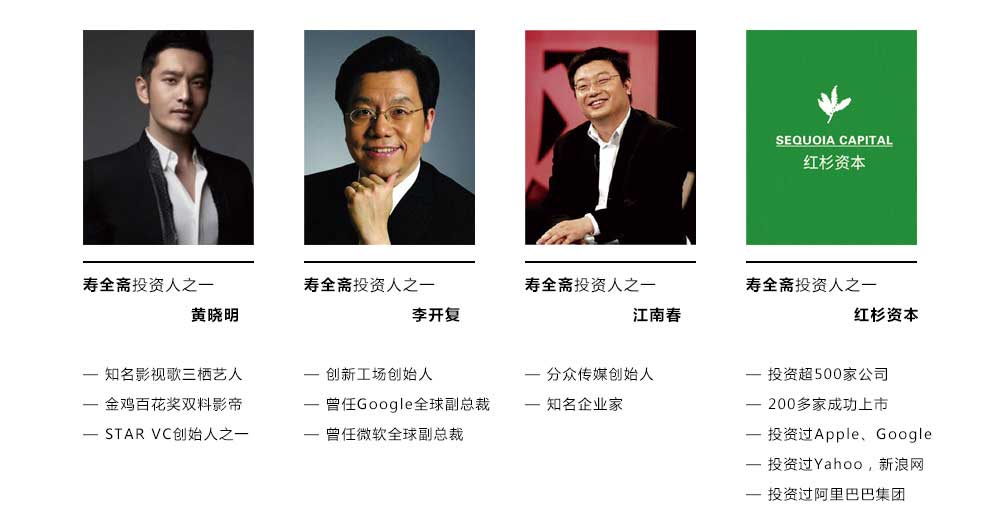 SEQUOIA CAPITAL
红杉资本
寿全斋投资人之一
黄晓明
— 知名影视歌三栖艺人
— 金鸡百花奖双料影帝
— STAR VC创始人之一
寿全斋投资人之一
李开复
— 创新工场创始人
— 曾任Google全球副总裁
— 曾任微软全球副总裁
寿全斋投资人之一
江南春
— 分众传媒创始人
— 知名企业家
寿全斋投资人之一
红杉资本
— 投资超500家公司
— 200多家成功上市
— 投资过Apple、Google
— 投资过Yahoo，新浪网
— 投资过阿里巴巴集团